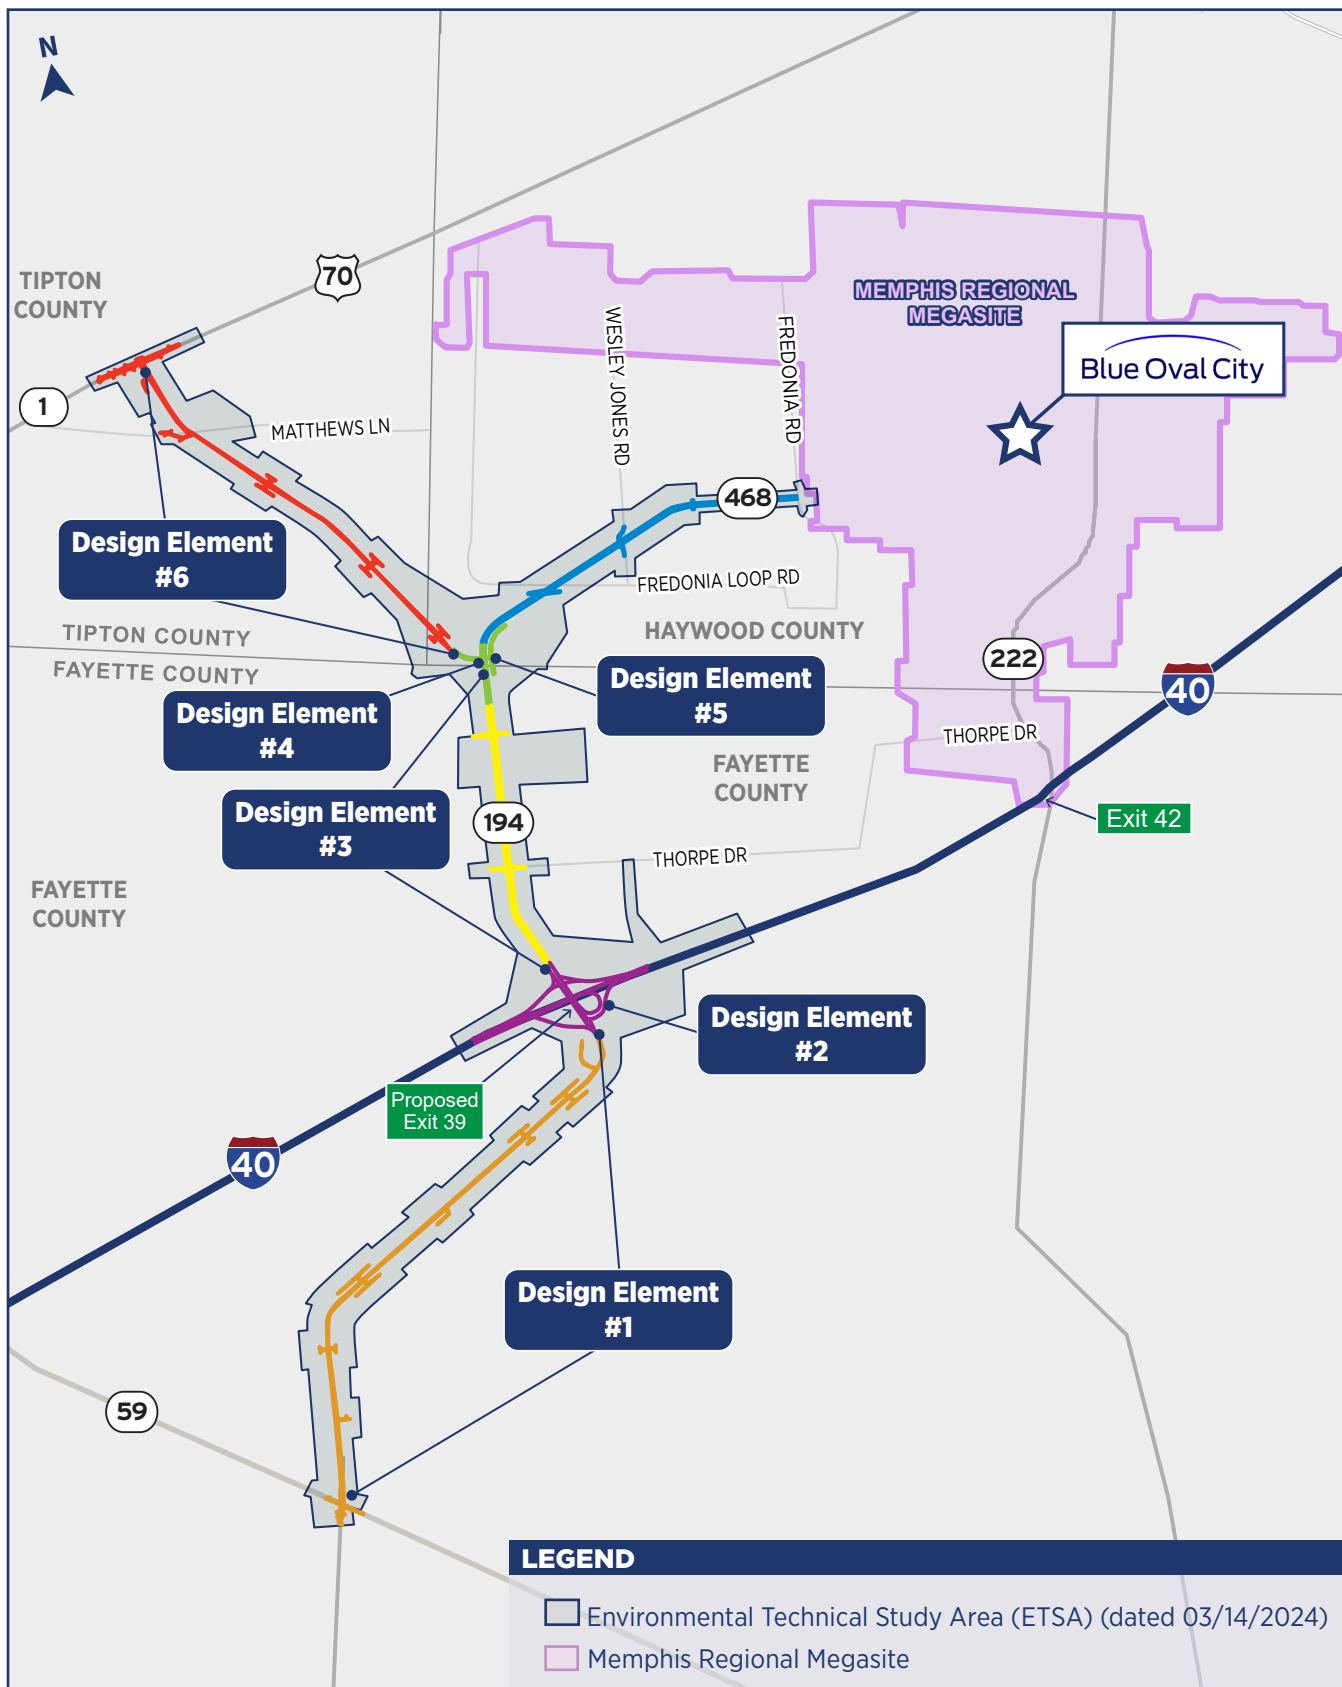 N
70
TIPTON
COUNTY
MEMPHIS REGIONAL
MEGASITE
WESLEY JONES RD
FREDONIA RD
Blue Oval City
1
MATTHEWS LN
468
Design Element
#6
FREDONIA LOOP RD
TIPTON COUNTY
HAYWOOD COUNTY
222
FAYETTE COUNTY
40
Design Element
#5
Design Element
#4
THORPE DR
FAYETTE
COUNTY
Design Element
#3
194
Exit 42
THORPE DR
FAYETTE
COUNTY
Design Element
#2
Proposed
Exit 39
40
Design Element
#1
59
LEGEND
Environmental Technical Study Area (ETSA) (dated 03/14/2024)
Memphis Regional Megasite